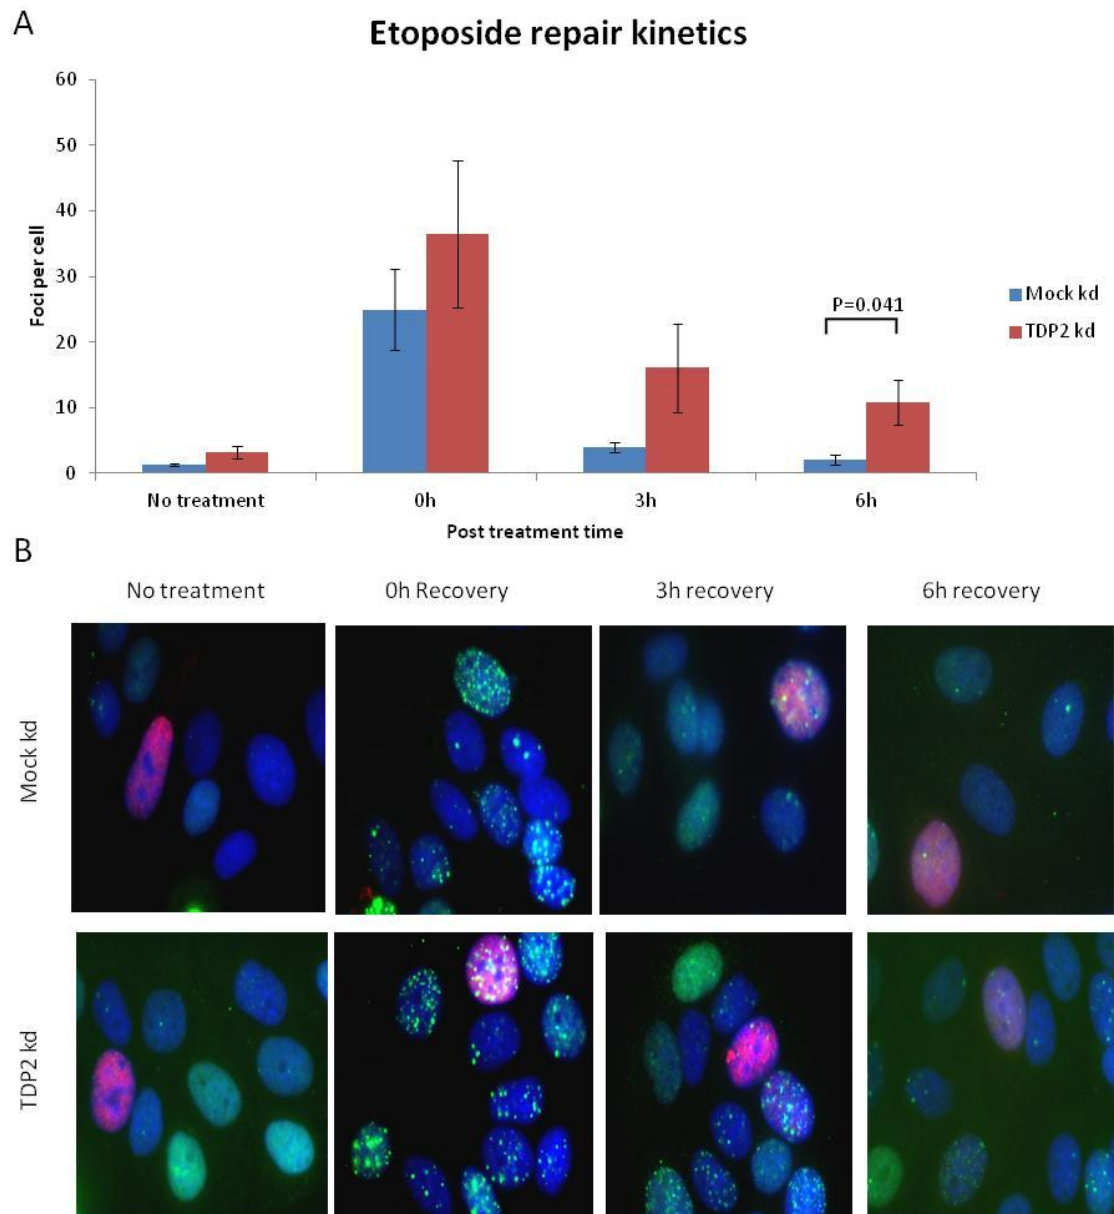 A
Etoposide repair kinetics
60
50
40
30
20
10
0
Foci per cell
P=0.041
Mock kd
TDP2 kd
No treatment 0h 3h 6h
Post treatment time
B
No treatment 0h Recovery 3h recovery 6h recovery
Mock kd
TDP2 kd